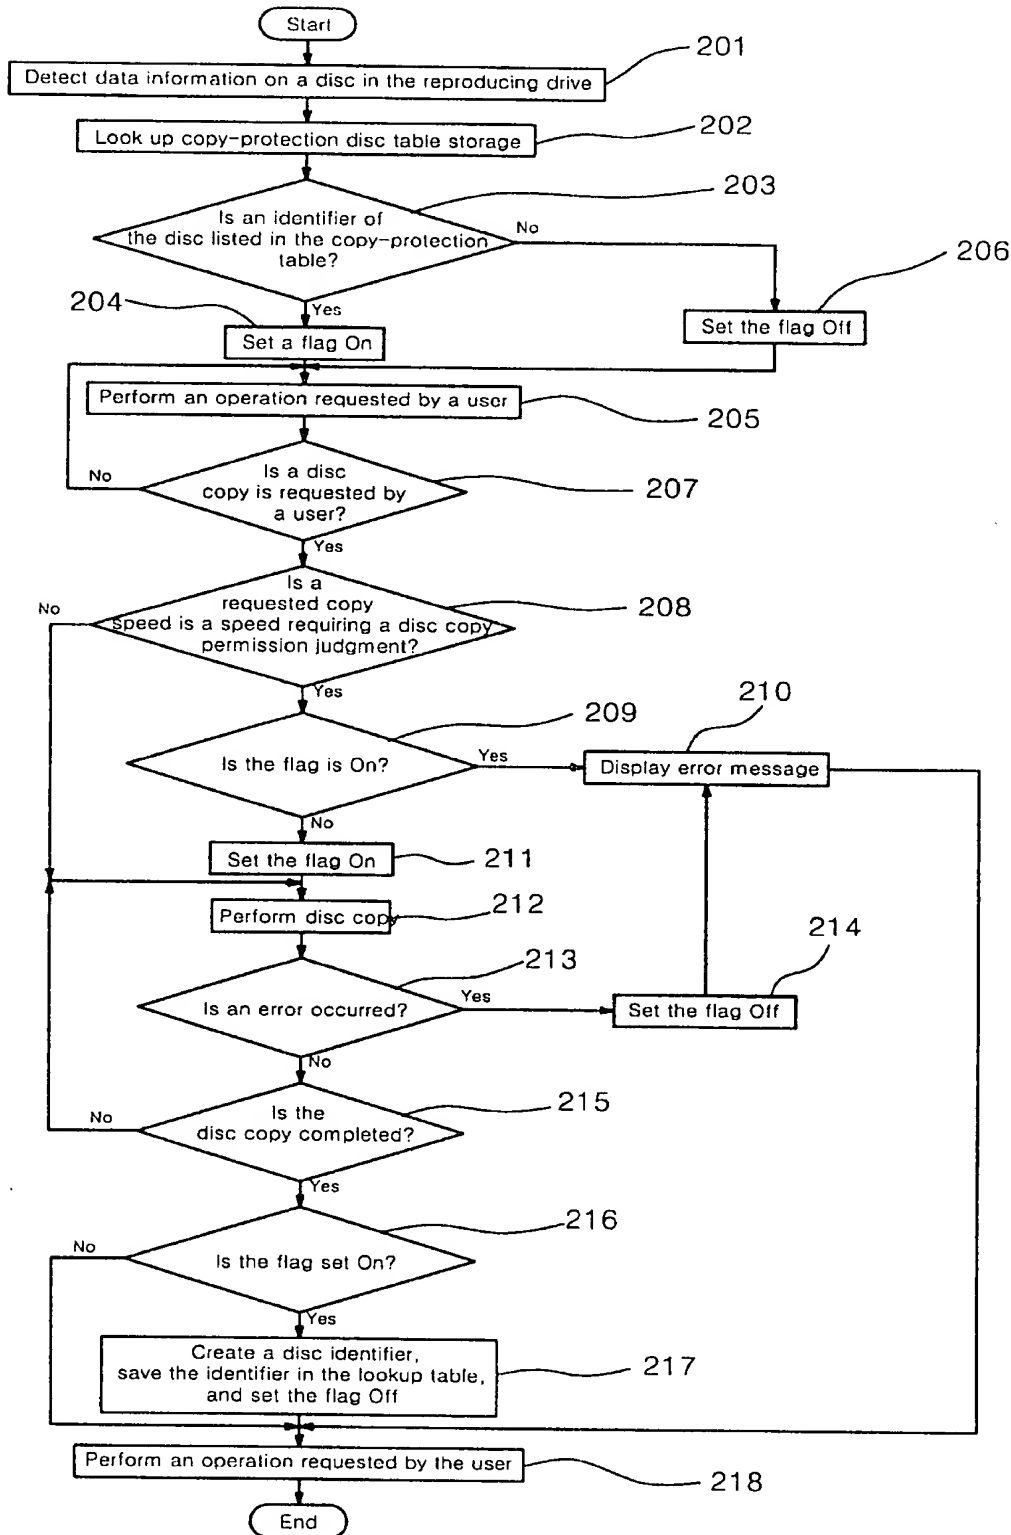 Start
201
Detect data information on a disc in the reproducing drive
202
Look up copy-protection disc table storage
203
Is an identifier of
the disc listed in the copy-protection
table?
No
206
204
Yes
Set the flag Off
Set a flag On
Perform an operation requested by a user
205
No
Is a disc
copy is requested by
a user?
207
Yes
No
Is a
requested copy
speed is a speed requiring a disc copy
permission judgment?
208
Yes
210
209
Is the flag is On?
Yes
Display error message
No
Set the flag On
211
Perform disc copy
212
214
213
Is an error occurred?
Yes
Set the flag Off
No
215
No
Is the
disc copy completed?
Yes
216
No
Is the flag set On?
Yes
Create a disc identifier,
save the identifier in the lookup table,
and set the flag Off
217
Perform an operation requested by the user
218
End